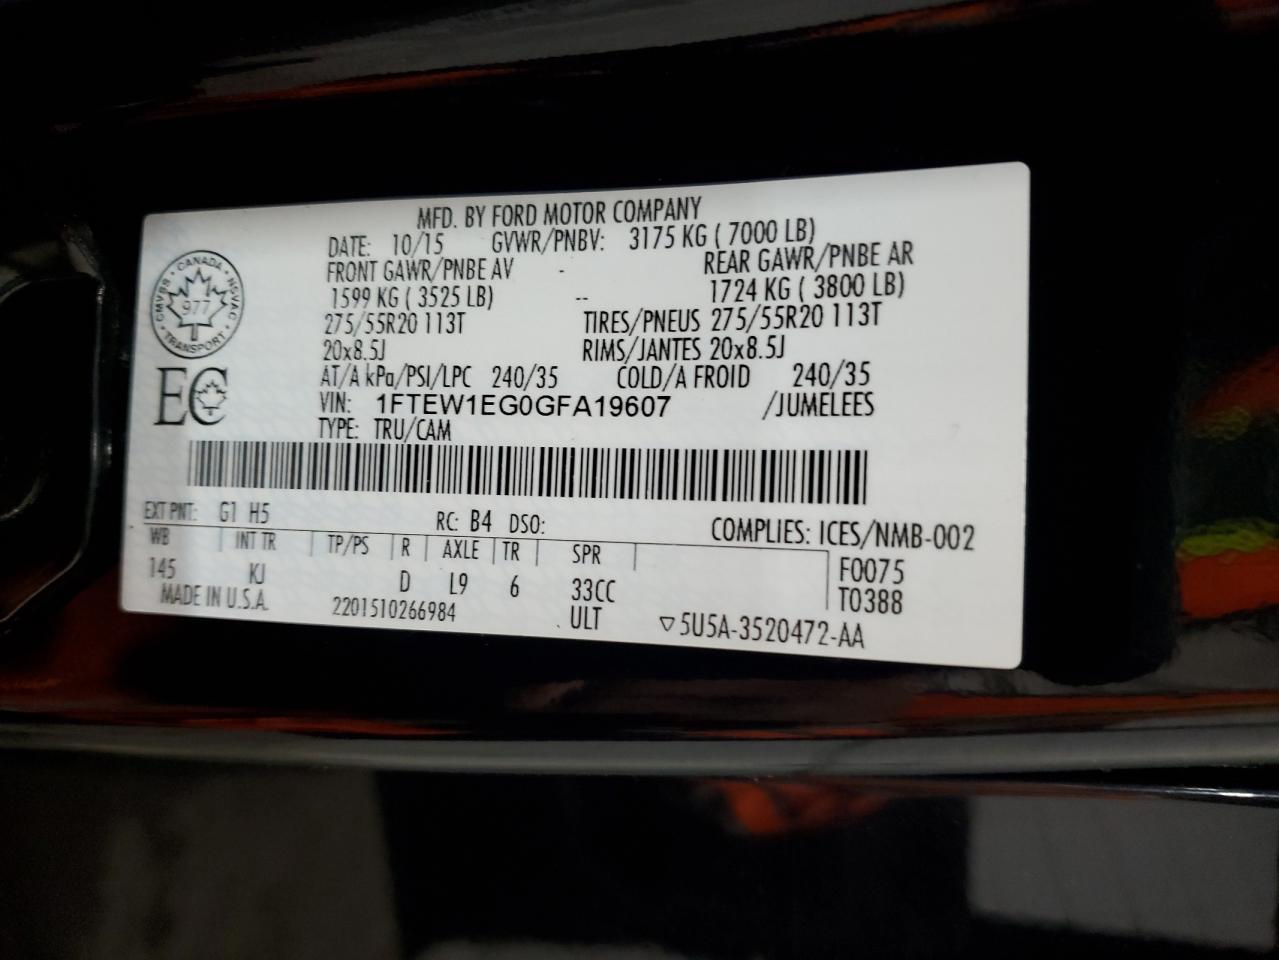 MFD. BY FORD MOTOR COMPANY
DATE: 10/15 GVWR/PNBV: 3175 KG ( 7000 LB)
FRONT GAWR/PNBE AV - REAR GAWR/PNBE AR
1599 KG ( 3525 LB) -- 1724 KG ( 3800 LB)
275/55R20 113T TIRES/PNEUS 275/55R20 113T
20x8.5J RIMS/JANTES 20x8.5J
AT/A kPa/PSI/LPC 240/35 COLD/A FROID 240/35
VIN: 1FTEW1EG0GFA19607 /JUMELEES
TYPE: TRU/CAM
CANADA
CMVSS • NSVAC
977
TRANSPORT
EC
EXT PNT: G1 H5 RC: B4 DSO: COMPLIES: ICES/NMB-002
WB INT TR TP/PS R AXLE TR SPR F0075
145 KJ D L9 6 33CC T0388
MADE IN U.S.A. 2201510266984 ULT ▽5U5A-3520472-AA